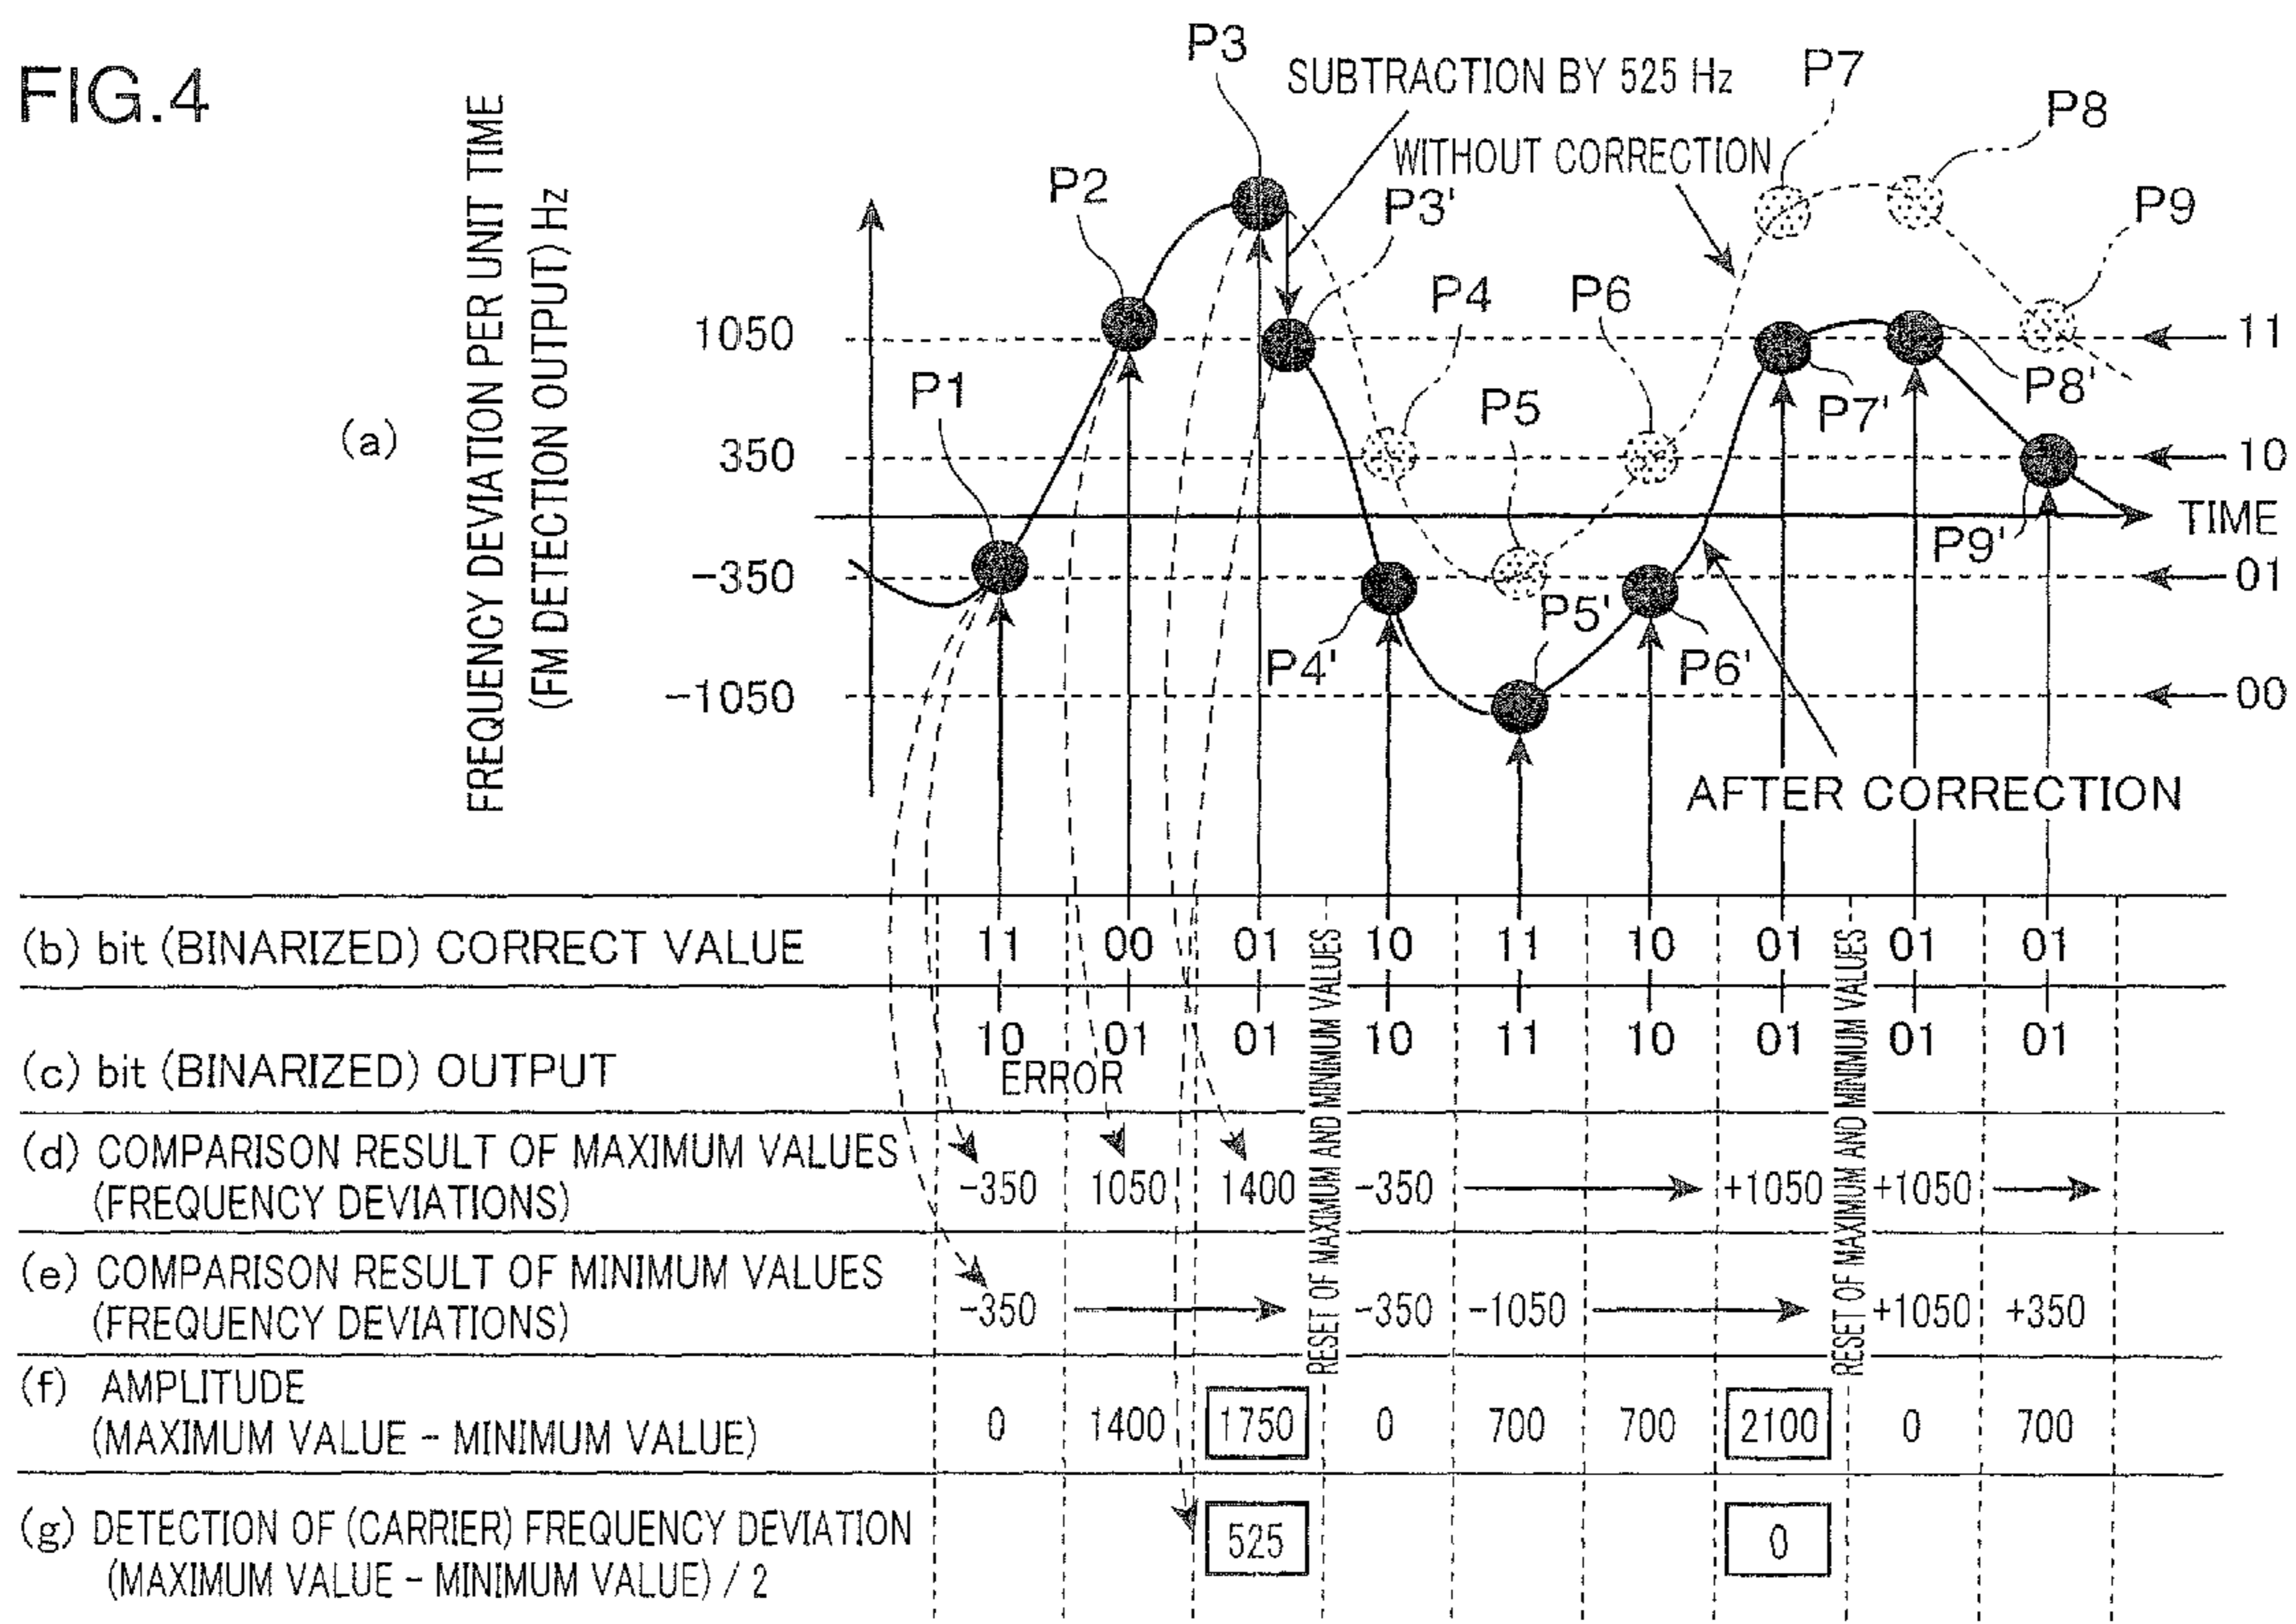 FIG.4
(a)
FREQUENCY DEVIATION PER UNIT TIME
(FM DETECTION OUTPUT) Hz
P3
SUBTRACTION BY 525 Hz
P7
P8
WITHOUT CORRECTION
P2
P3'
P9
1050
P4
P6
11
P1
P5
P7'
P8'
350
10
TIME
P9'
-350
01
P5'
P4'
P6'
-1050
00
AFTER CORRECTION
(b) bit (BINARIZED) CORRECT VALUE 11 00 01 10 11 10 01 01 01
(c) bit (BINARIZED) OUTPUT 10 01 01 10 11 10 01 01 01
ERROR
RESET OF MAXIMUM AND MINIMUM VALUES
RESET OF MAXIMUM AND MINIMUM VALUES
(d) COMPARISON RESULT OF MAXIMUM VALUES
(FREQUENCY DEVIATIONS) -350 1050 1400 -350 +1050 +1050
(e) COMPARISON RESULT OF MINIMUM VALUES
(FREQUENCY DEVIATIONS) -350 -350 -1050 +1050 +350
(f) AMPLITUDE
(MAXIMUM VALUE - MINIMUM VALUE) 0 1400 1750 0 700 700 2100 0 700
(g) DETECTION OF (CARRIER) FREQUENCY DEVIATION
(MAXIMUM VALUE - MINIMUM VALUE) / 2 525 0